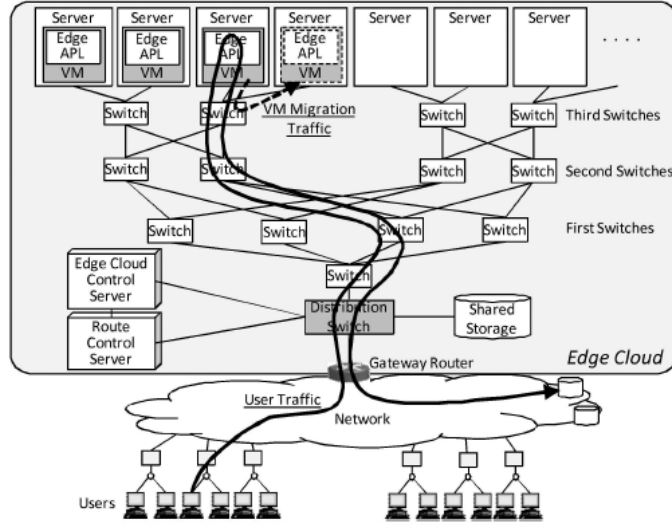 Server Server Server Server Server Server Server
Edge APL VM
Edge APL VM
Edge APL VM
Edge APL VM
. . . .
VM Migration
Traffic
Switch Switch Switch Switch Third Switches
Switch Switch Switch Switch Second Switches
Switch Switch Switch Switch First Switches
Switch
Edge Cloud
Control
Server
Route
Control
Server
Distribution
Switch
Shared
Storage
Edge Cloud
Gateway Router
User Traffic
Network
Users